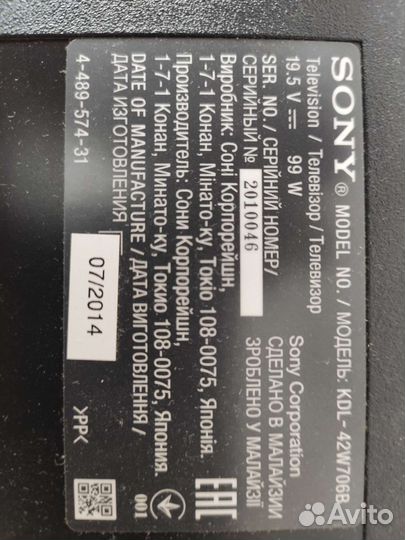 SONY® MODEL NO. / МОДЕЛЬ: KDL-42W706B
Television / Телевізор / Телевизор
19.5 V ⎓ 99 W
Sony Corporation
СДЕЛАНО В МАЛАЙЗИИ
ЗРОБЛЕНО У МАЛАЙЗІЇ
SER. NO. / СЕРІЙНИЙ НОМЕР/
СЕРИЙНЫЙ № 2010046
Виробник: Соні Корпорейшн,
1-7-1 Конан, Мінато-ку, Токіо 108-0075, Японія.
Производитель: Сони Корпорейшн,
1-7-1 Конан, Минато-ку, Токио 108-0075, Япония.
DATE OF MANUFACTURE / ДАТА ВИГОТОВЛЕННЯ /
ДАТА ИЗГОТОВЛЕНИЯ 07/2014
4-489-574-31
>PP<
001
EAC
Avito